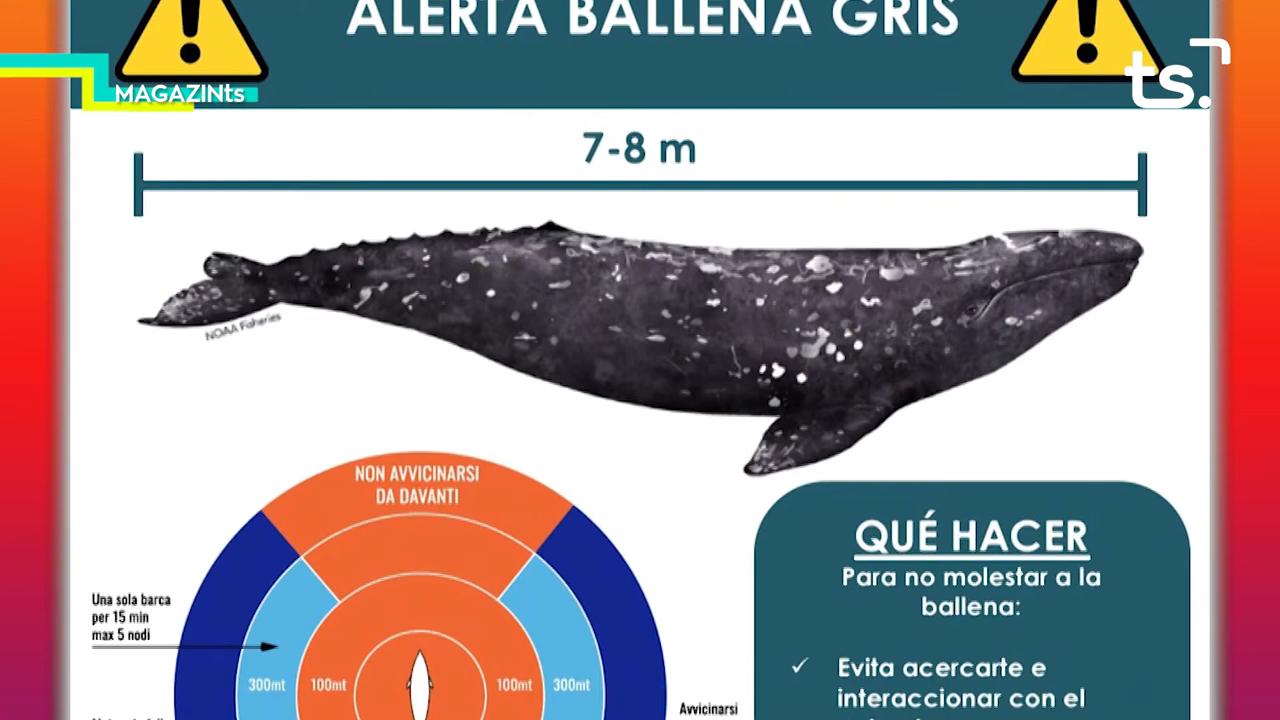 ALERTA BALLENA GRIS
MAGAZINts
ts.
7-8 m
NOAA Fisheries
NON AVVICINARSI
DA DAVANTI
Una sola barca
per 15 min
max 5 nodi
300mt 100mt 100mt 300mt
Avvicinarsi
QUÉ HACER
Para no molestar a la
ballena:
✓ Evita acercarte e
interaccionar con el